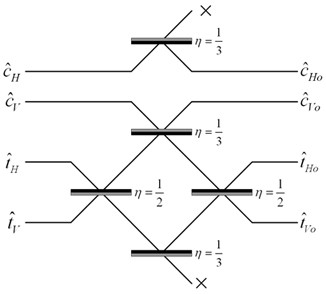 ×
η = 1/3
ĉ_H ĉ_Ho
ĉ_V ĉ_Vo
η = 1/3
t̂_H t̂_Ho
η = 1/2 η = 1/2
t̂_V t̂_Vo
η = 1/3
×